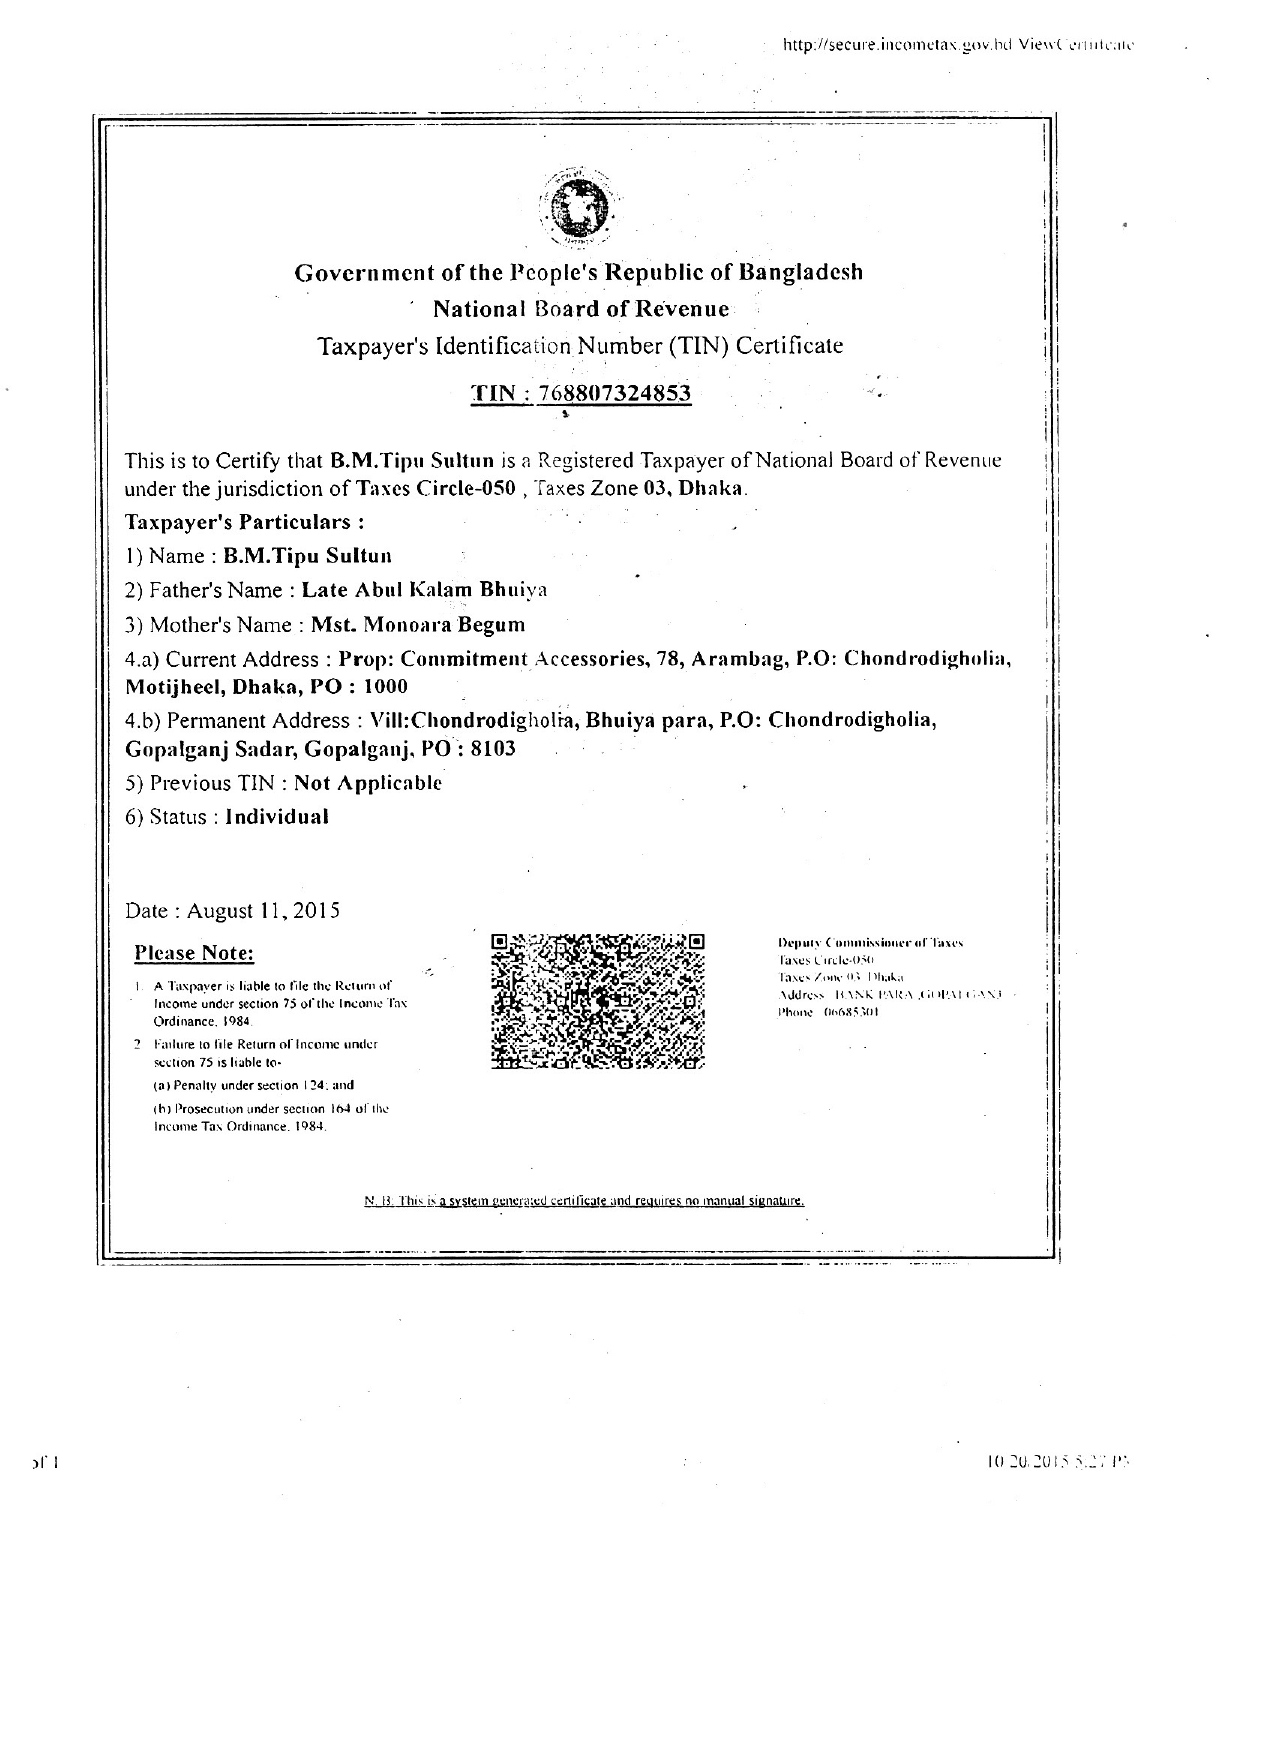 http://secure.incometax.gov.bd/ViewCertificate
Government of the People's Republic of Bangladesh
National Board of Revenue
Taxpayer's Identification Number (TIN) Certificate
TIN : 768807324853
This is to Certify that B.M.Tipu Sultun is a Registered Taxpayer of National Board of Revenue
under the jurisdiction of Taxes Circle-050 , Taxes Zone 03, Dhaka.
Taxpayer's Particulars :
1) Name : B.M.Tipu Sultun
2) Father's Name : Late Abul Kalam Bhuiya
3) Mother's Name : Mst. Monoara Begum
4.a) Current Address : Prop: Commitment Accessories, 78, Arambag, P.O: Chondrodigholia,
Motijheel, Dhaka, PO : 1000
4.b) Permanent Address : Vill:Chondrodigholia, Bhuiya para, P.O: Chondrodigholia,
Gopalganj Sadar, Gopalganj, PO : 8103
5) Previous TIN : Not Applicable
6) Status : Individual
Date : August 11, 2015
Please Note:
1. A Taxpayer is liable to file the Return of
Income under section 75 of the Income Tax
Ordinance, 1984.
2. Failure to file Return of Income under
section 75 is liable to-
(a) Penalty under section 124; and
(b) Prosecution under section 164 of the
Income Tax Ordinance, 1984.
Deputy Commissioner of Taxes
Taxes Circle-050
Taxes Zone 03, Dhaka
Address : BANK PARA ,GOPALGANJ
Phone : 06685301
N. B: This is a system generated certificate and requires no manual signature.
of 1
10/20/2015 5:27